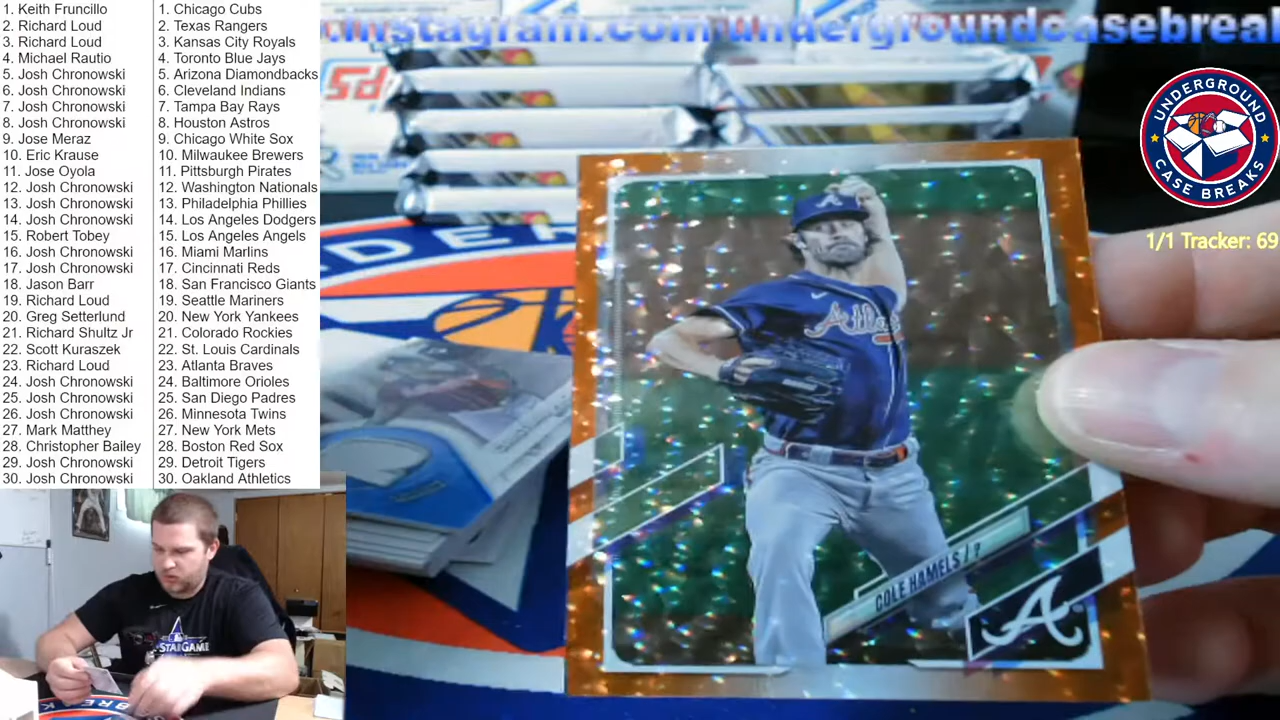 1. Keith Fruncillo
2. Richard Loud
3. Richard Loud
4. Michael Rautio
5. Josh Chronowski
6. Josh Chronowski
7. Josh Chronowski
8. Josh Chronowski
9. Jose Meraz
10. Eric Krause
11. Jose Oyola
12. Josh Chronowski
13. Josh Chronowski
14. Josh Chronowski
15. Robert Tobey
16. Josh Chronowski
17. Josh Chronowski
18. Jason Barr
19. Richard Loud
20. Greg Setterlund
21. Richard Shultz Jr
22. Scott Kuraszek
23. Richard Loud
24. Josh Chronowski
25. Josh Chronowski
26. Josh Chronowski
27. Mark Matthey
28. Christopher Bailey
29. Josh Chronowski
30. Josh Chronowski
1. Chicago Cubs
2. Texas Rangers
3. Kansas City Royals
4. Toronto Blue Jays
5. Arizona Diamondbacks
6. Cleveland Indians
7. Tampa Bay Rays
8. Houston Astros
9. Chicago White Sox
10. Milwaukee Brewers
11. Pittsburgh Pirates
12. Washington Nationals
13. Philadelphia Phillies
14. Los Angeles Dodgers
15. Los Angeles Angels
16. Miami Marlins
17. Cincinnati Reds
18. San Francisco Giants
19. Seattle Mariners
20. New York Yankees
21. Colorado Rockies
22. St. Louis Cardinals
23. Atlanta Braves
24. Baltimore Orioles
25. San Diego Padres
26. Minnesota Twins
27. New York Mets
28. Boston Red Sox
29. Detroit Tigers
30. Oakland Athletics
instagram.com/undergroundcasebreak
UNDERGROUND
CASE BREAKS
1/1 Tracker: 69
DEN
A
COLE HAMELS / P
A